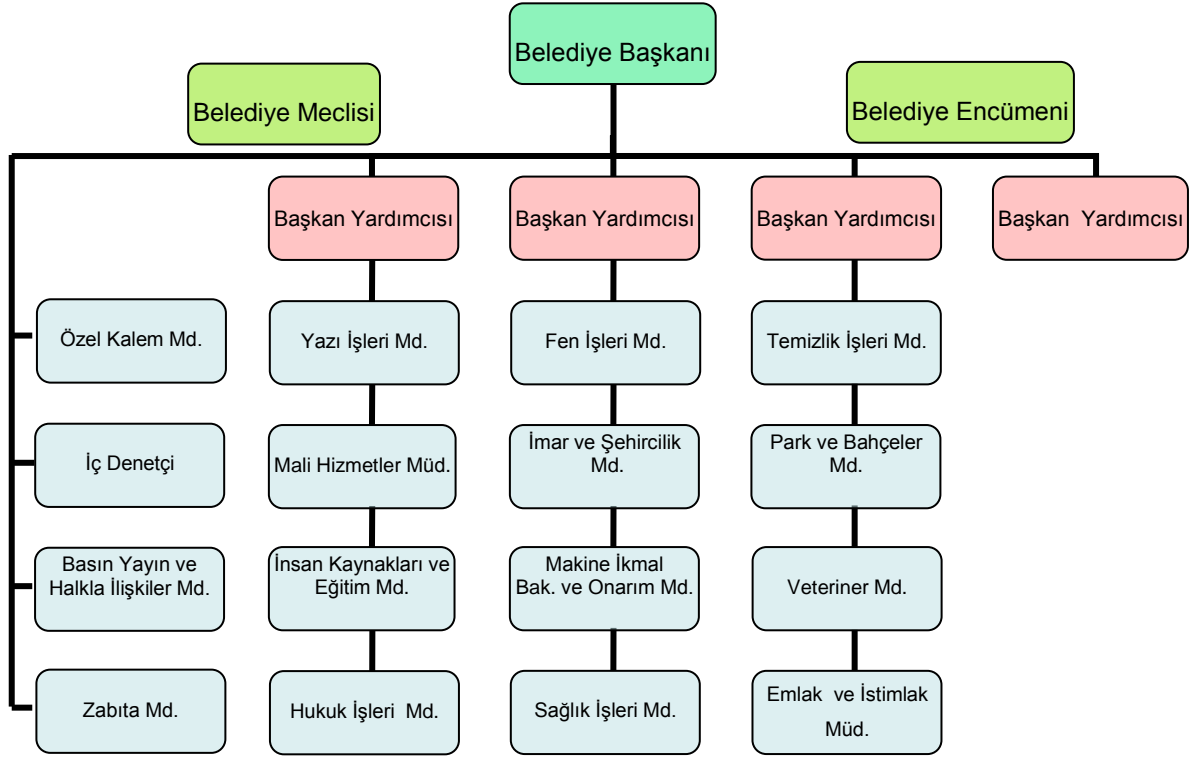 Belediye Başkanı
Belediye Meclisi
Belediye Encümeni
Başkan Yardımcısı
Başkan Yardımcısı
Başkan Yardımcısı
Başkan  Yardımcısı
Özel Kalem Md.
Yazı İşleri Md.
Fen İşleri Md.
Temizlik İşleri Md.
İç Denetçi
Mali Hizmetler Müd.
İmar ve Şehircilik
Md.
Park ve Bahçeler
Md.
Basın Yayın ve
Halkla İlişkiler Md.
İnsan Kaynakları ve
Eğitim Md.
Makine İkmal
Bak. ve Onarım Md.
Veteriner Md.
Zabıta Md.
Hukuk İşleri  Md.
Sağlık İşleri Md.
Emlak  ve İstimlak
Müd.